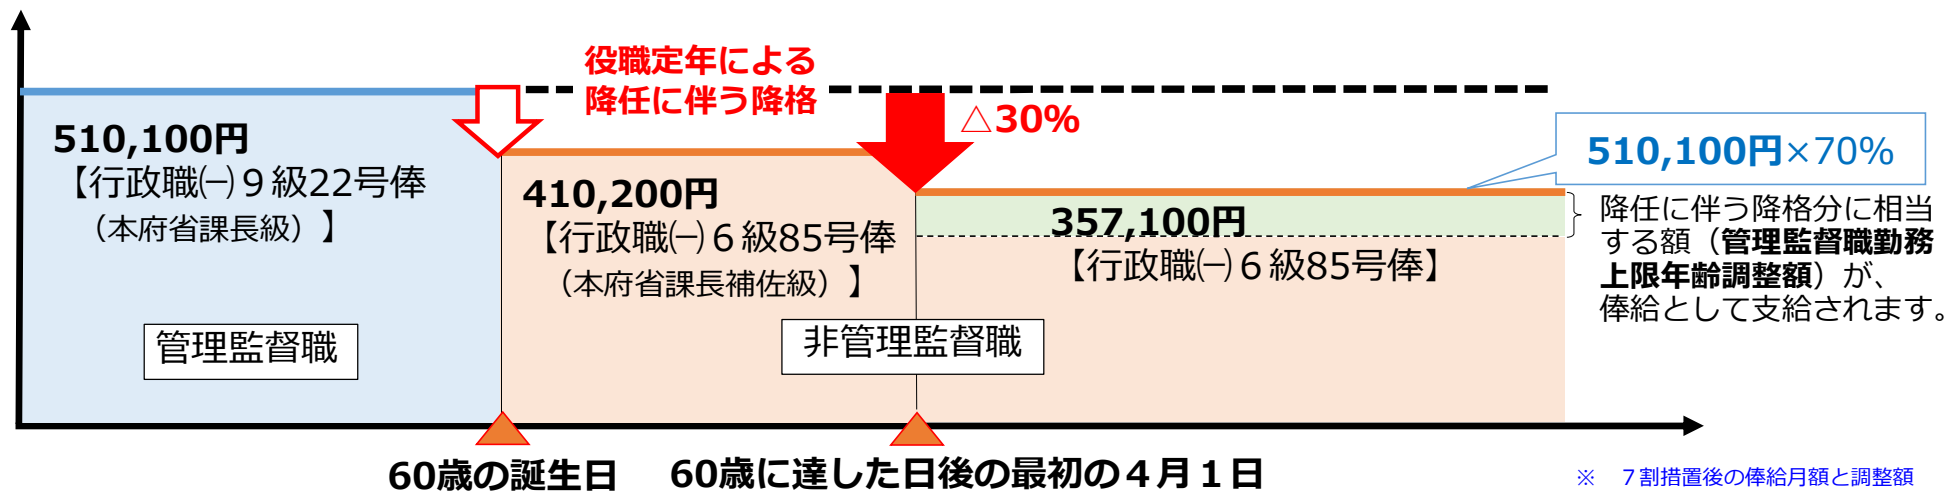 役職定年による
降任に伴う降格
△30%
510,100円
【行政職㈠９級22号俸
（本府省課長級）】
管理監督職
410,200円
【行政職㈠６級85号俸
（本府省課長補佐級）】
非管理監督職
357,100円
【行政職㈠６級85号俸】
510,100円×70%
降任に伴う降格分に相当
する額（管理監督職勤務
上限年齢調整額）が、
俸給として支給されます。
60歳の誕生日
60歳に達した日後の最初の４月１日
※　７割措置後の俸給月額と調整額